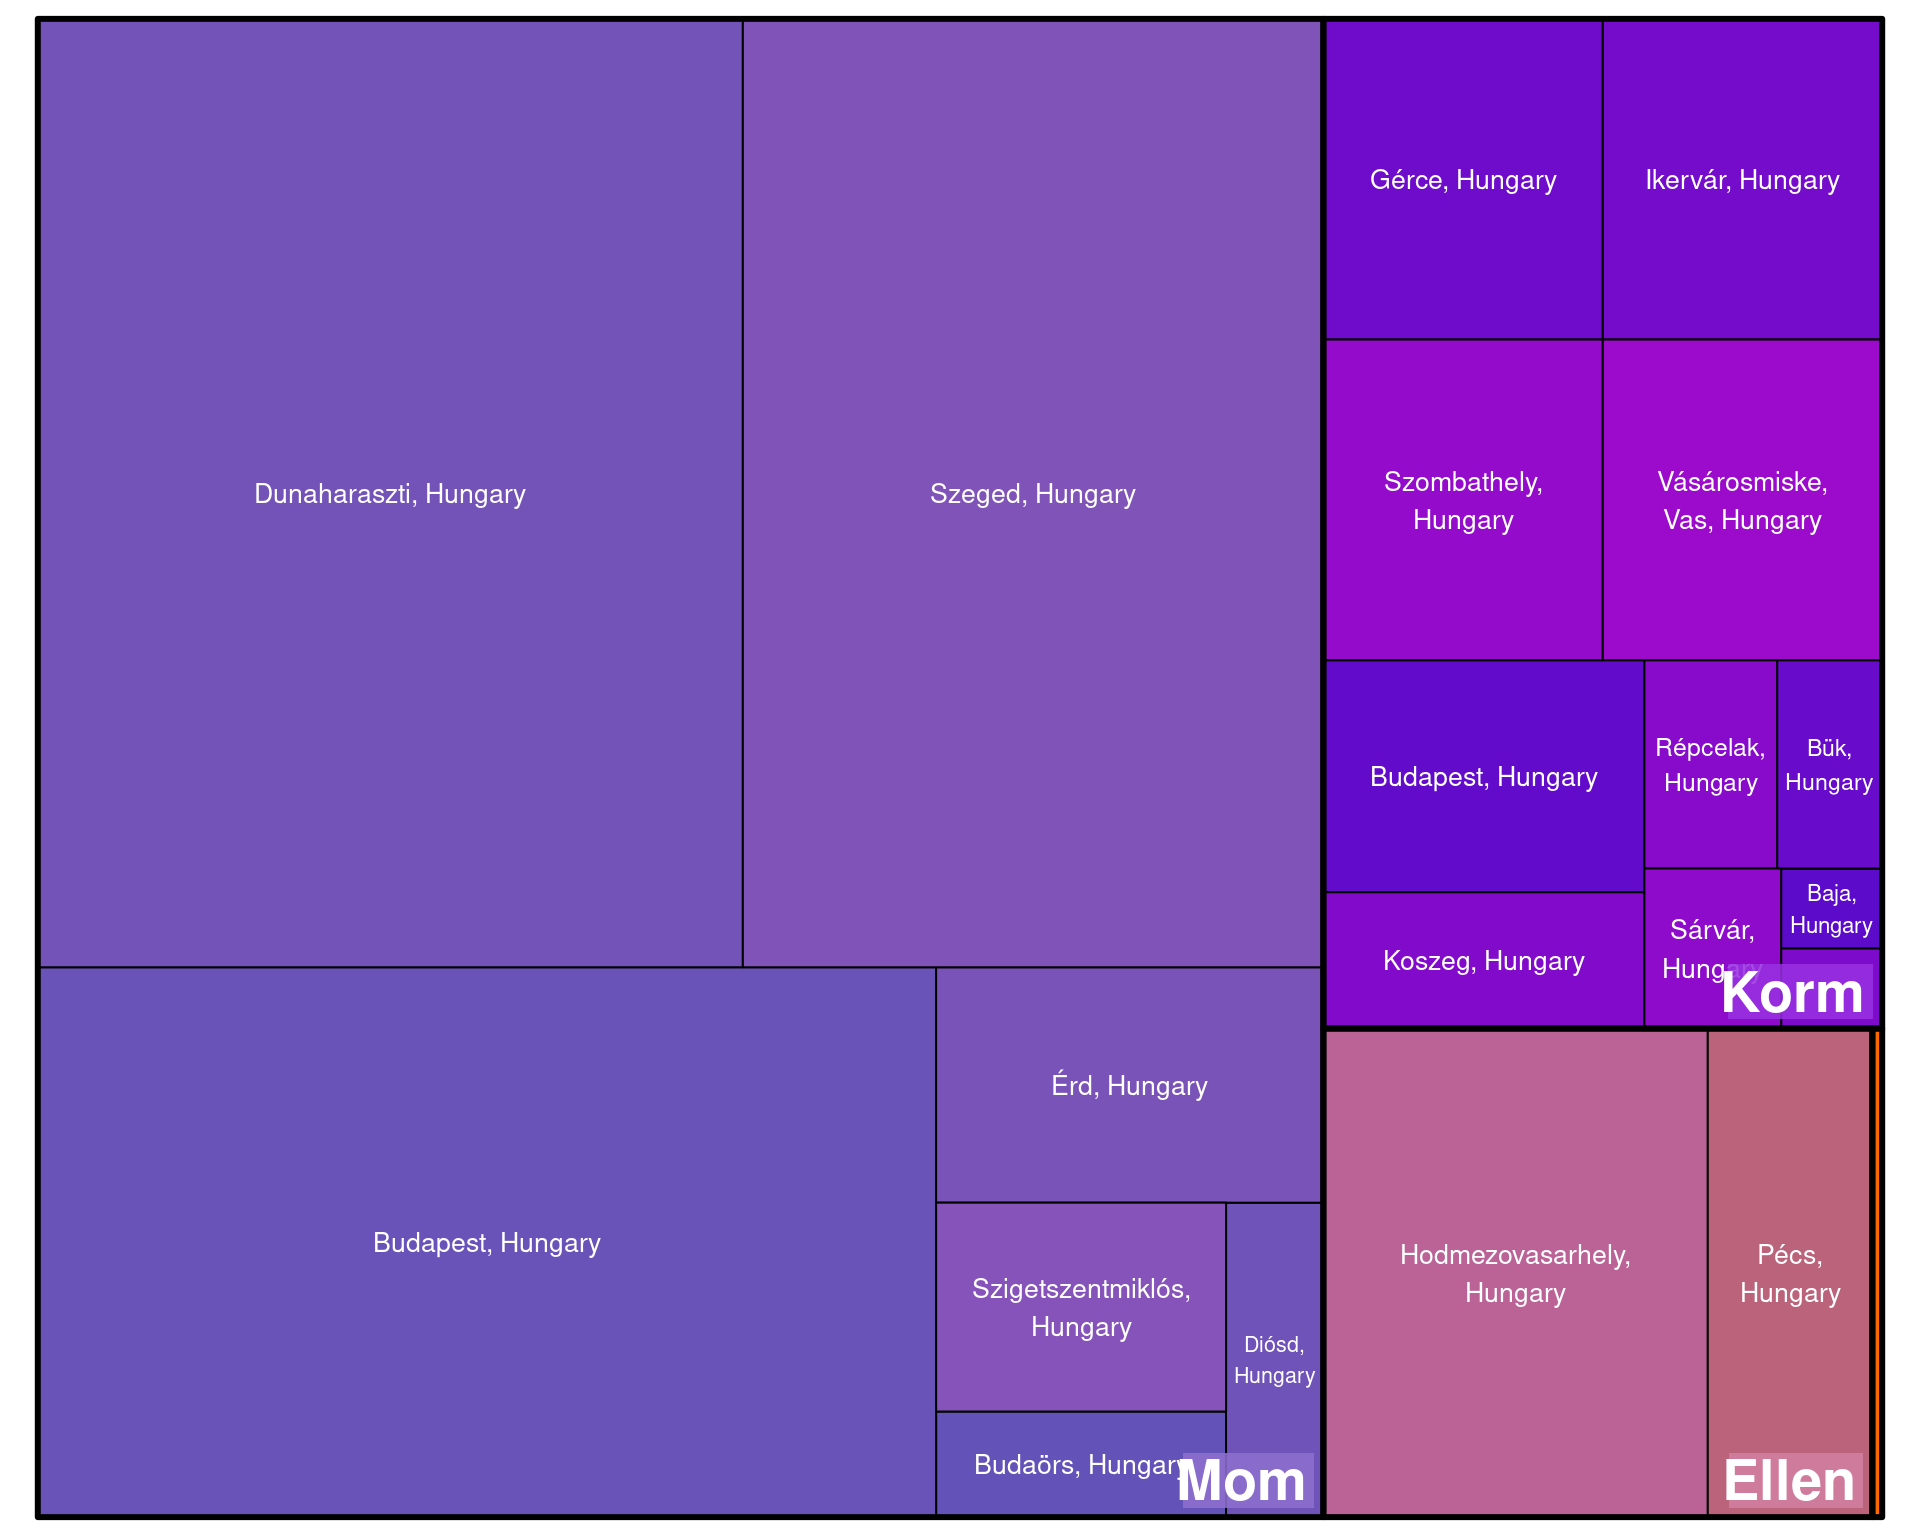 Dunaharaszti, Hungary
Szeged, Hungary
Budapest, Hungary
Érd, Hungary
Szigetszentmiklós,
Hungary
Diósd,
Hungary
Budaörs, Hungary
Mom
Gérce, Hungary
Ikervár, Hungary
Szombathely,
Hungary
Vásárosmiske,
Vas, Hungary
Budapest, Hungary
Répcelak,
Hungary
Bük,
Hungary
Koszeg, Hungary
Sárvár,
Hungary
Baja,
Hungary
Korm
Hodmezovasarhely,
Hungary
Pécs,
Hungary
Ellen